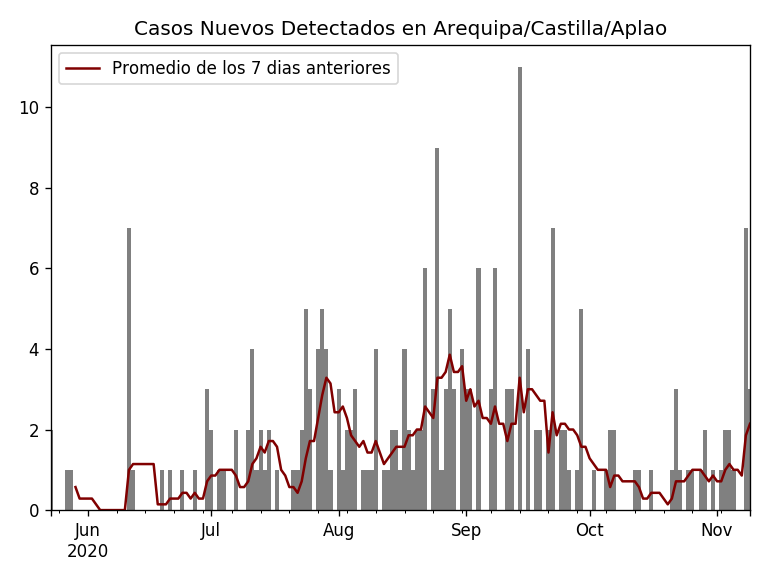 Casos Nuevos Detectados en Arequipa/Castilla/Aplao
Promedio de los 7 dias anteriores
10
8
6
4
2
0
Jun Jul Aug Sep Oct Nov
2020